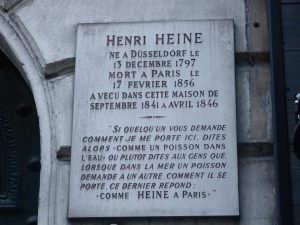 HENRI HEINE
NE A DÜSSELDORF LE
13 DECEMBRE 1797
MORT A PARIS LE
17 FEVRIER 1856
A VECU DANS CETTE MAISON DE
SEPTEMBRE 1841 A AVRIL 1846
"SI QUELQU'UN VOUS DEMANDE
COMMENT JE ME PORTE ICI, DITES
ALORS «COMME UN POISSON DANS
L'EAU» OU PLUTOT DITES AUX GENS QUE,
LORSQUE DANS LA MER UN POISSON
DEMANDE A UN AUTRE COMMENT IL SE
PORTE, CE DERNIER REPOND:
«COMME HEINE A PARIS»"